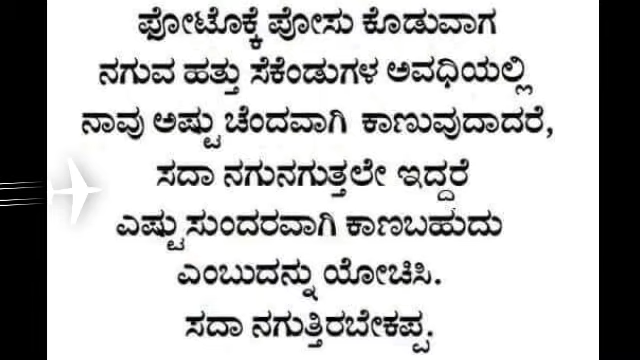 ಫೋಟೊಕ್ಕೆ ಪೋಸು ಕೊಡುವಾಗ
ನಗುವ ಹತ್ತು ಸೆಕೆಂಡುಗಳ ಅವಧಿಯಲ್ಲಿ
ನಾವು ಅಷ್ಟು ಚೆಂದವಾಗಿ ಕಾಣುವುದಾದರೆ,
ಸದಾ ನಗುನಗುತ್ತಲೇ ಇದ್ದರೆ
ಎಷ್ಟು ಸುಂದರವಾಗಿ ಕಾಣಬಹುದು
ಎಂಬುದನ್ನು ಯೋಚಿಸಿ.
ಸದಾ ನಗುತ್ತಿರಬೇಕಪ್ಪ.